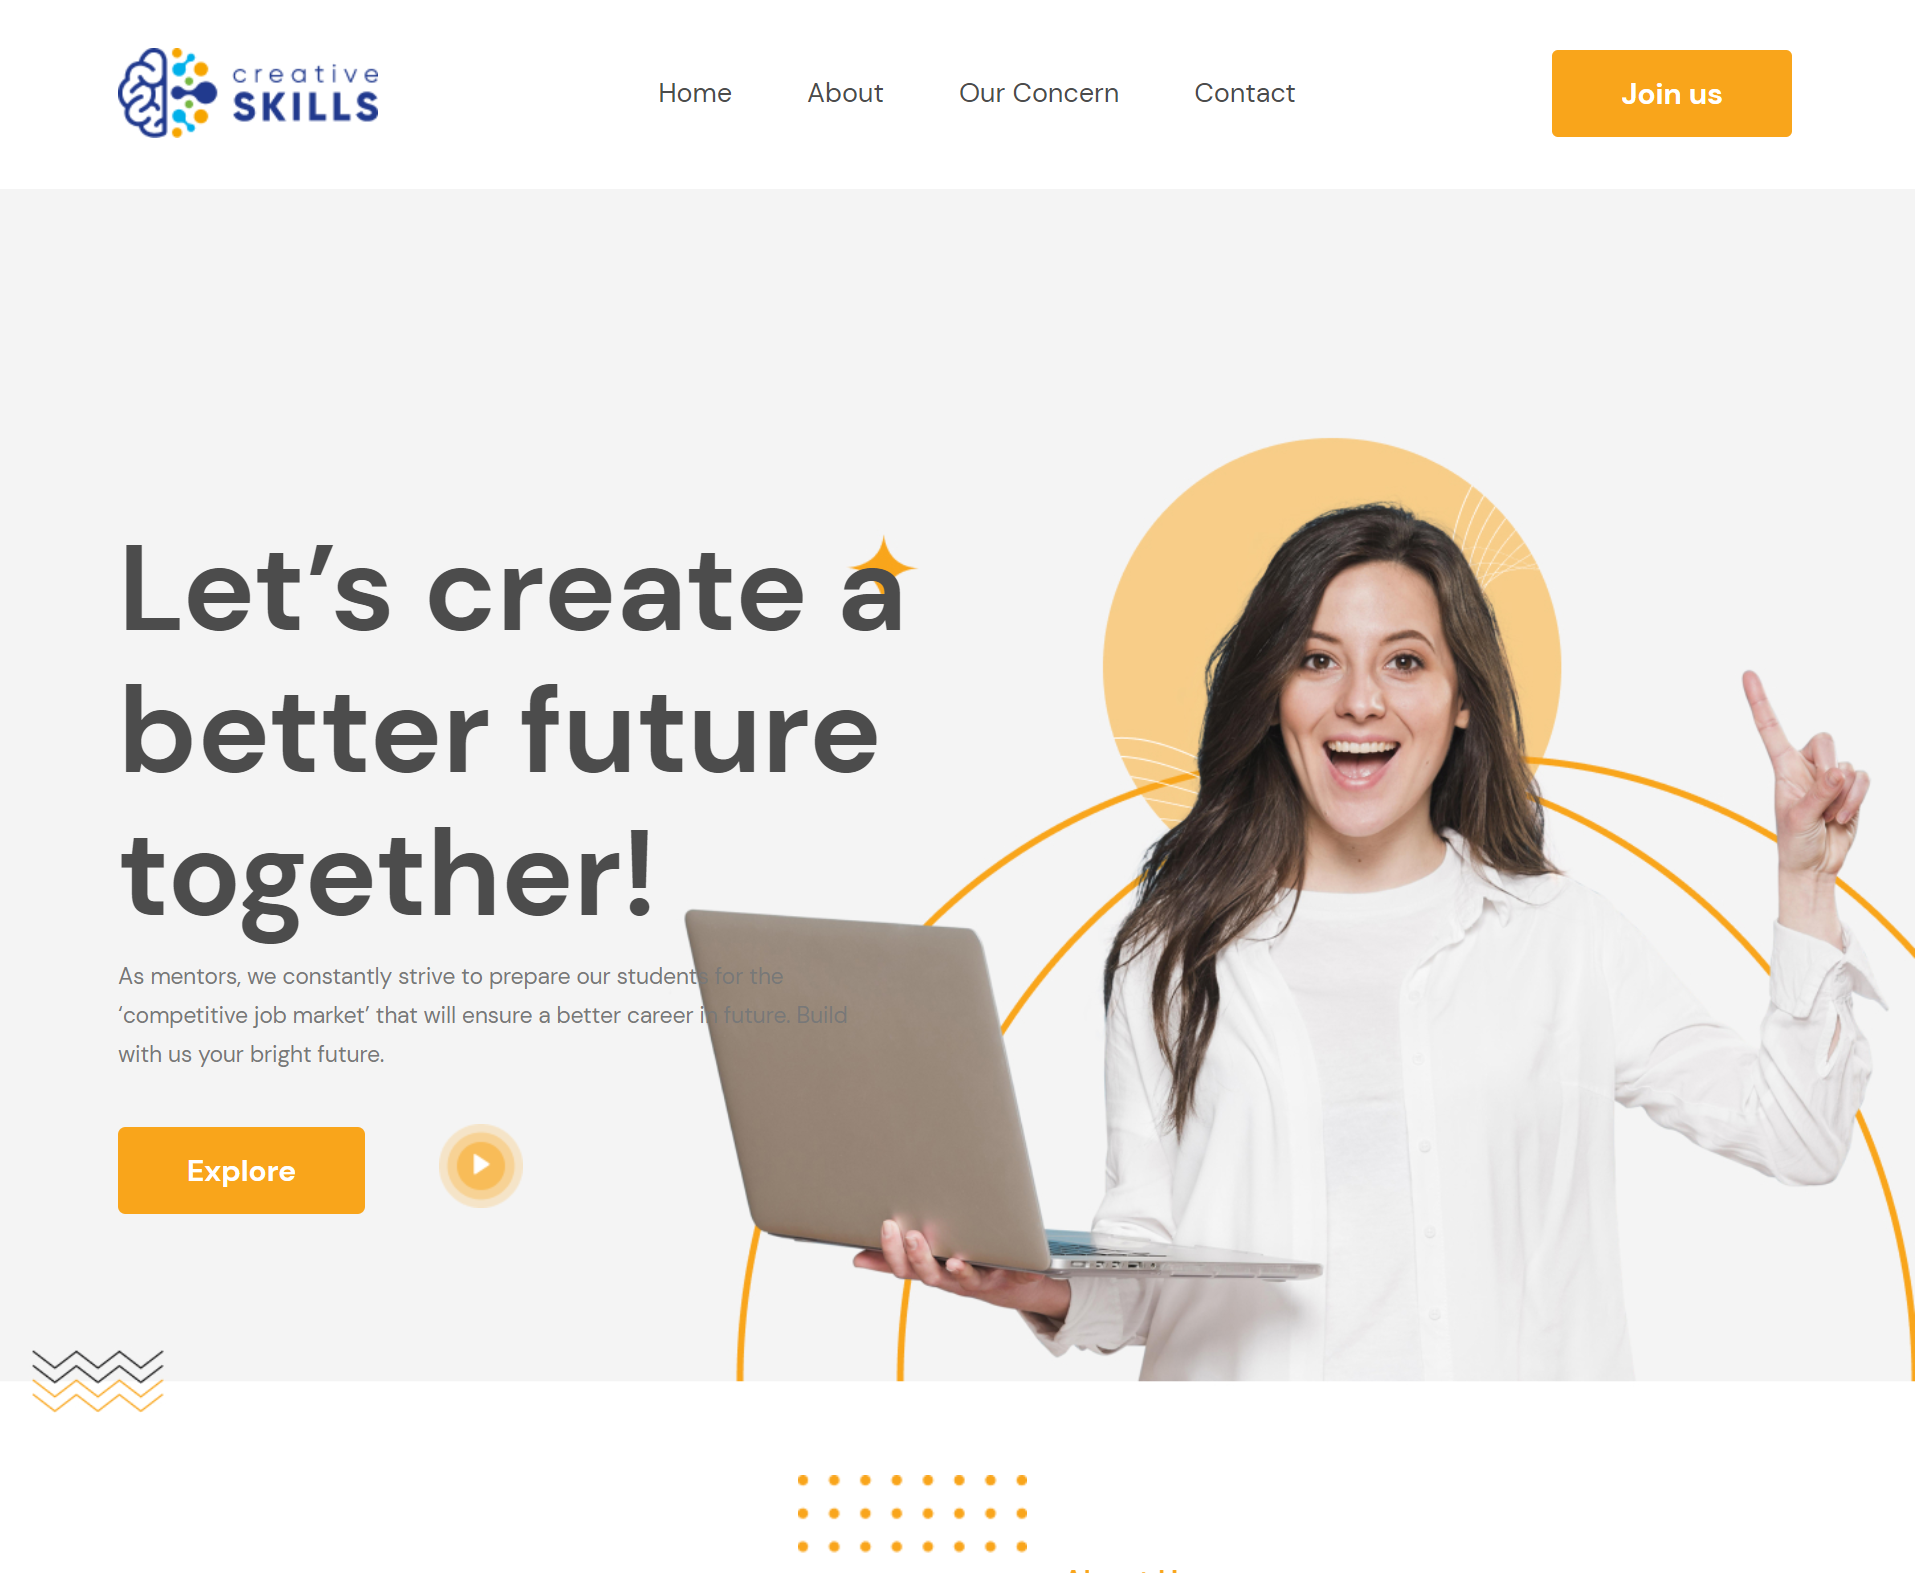 creative
SKILLS
Home
About
Our Concern
Contact
Join us
Let’s create a
better future
together!
As mentors, we constantly strive to prepare our students for the
‘competitive job market’ that will ensure a better career in future. Build
with us your bright future.
Explore